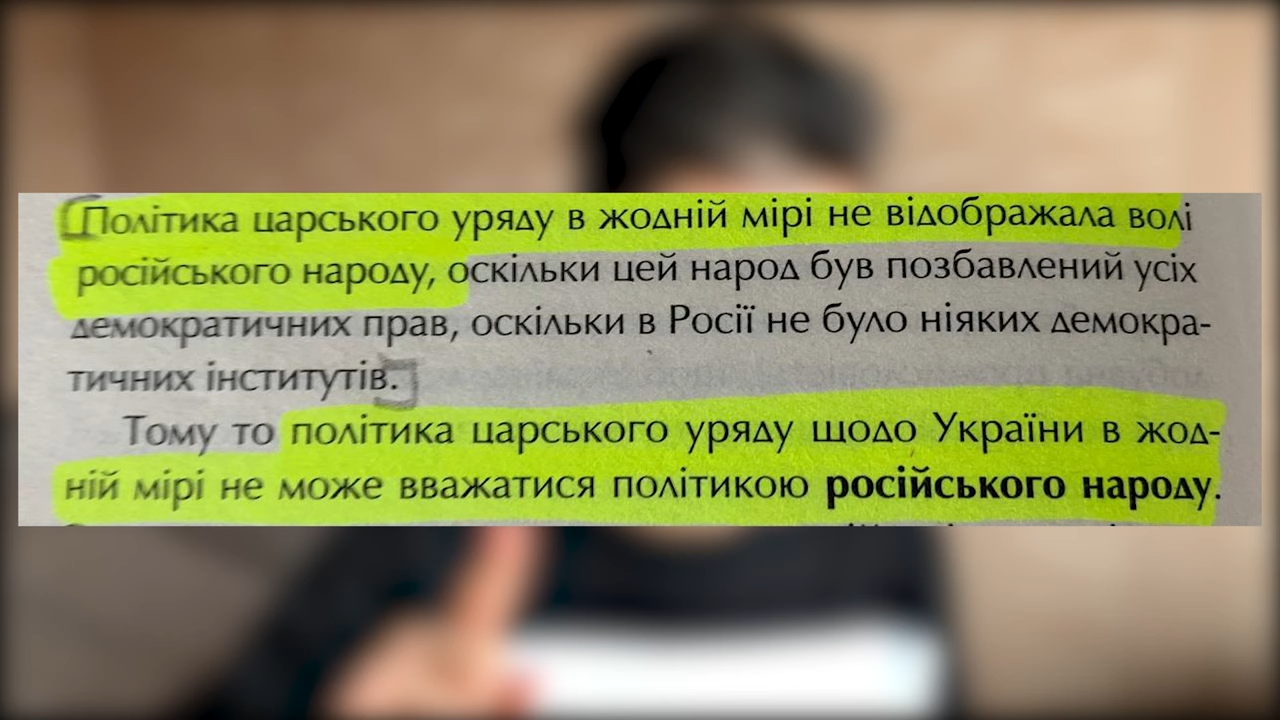 Політика царського уряду в жодній мірі не відображала волі
російського народу, оскільки цей народ був позбавлений усіх
демократичних прав, оскільки в Росії не було ніяких демокра-
тичних інститутів.
Тому то політика царського уряду щодо України в жод-
ній мірі не може вважатися політикою російського народу.